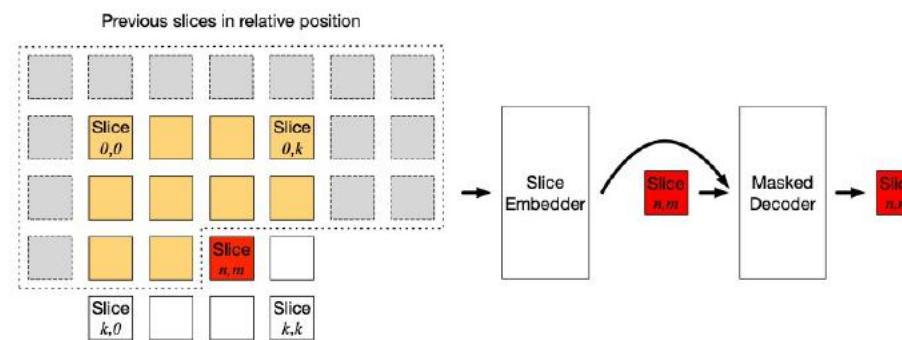 Previous slices in relative position
Slice
0,0
Slice
0,k
Slice
n,m
Slice
k,0
Slice
k,k
Slice
Embedder
Slice
n,m
Masked
Decoder